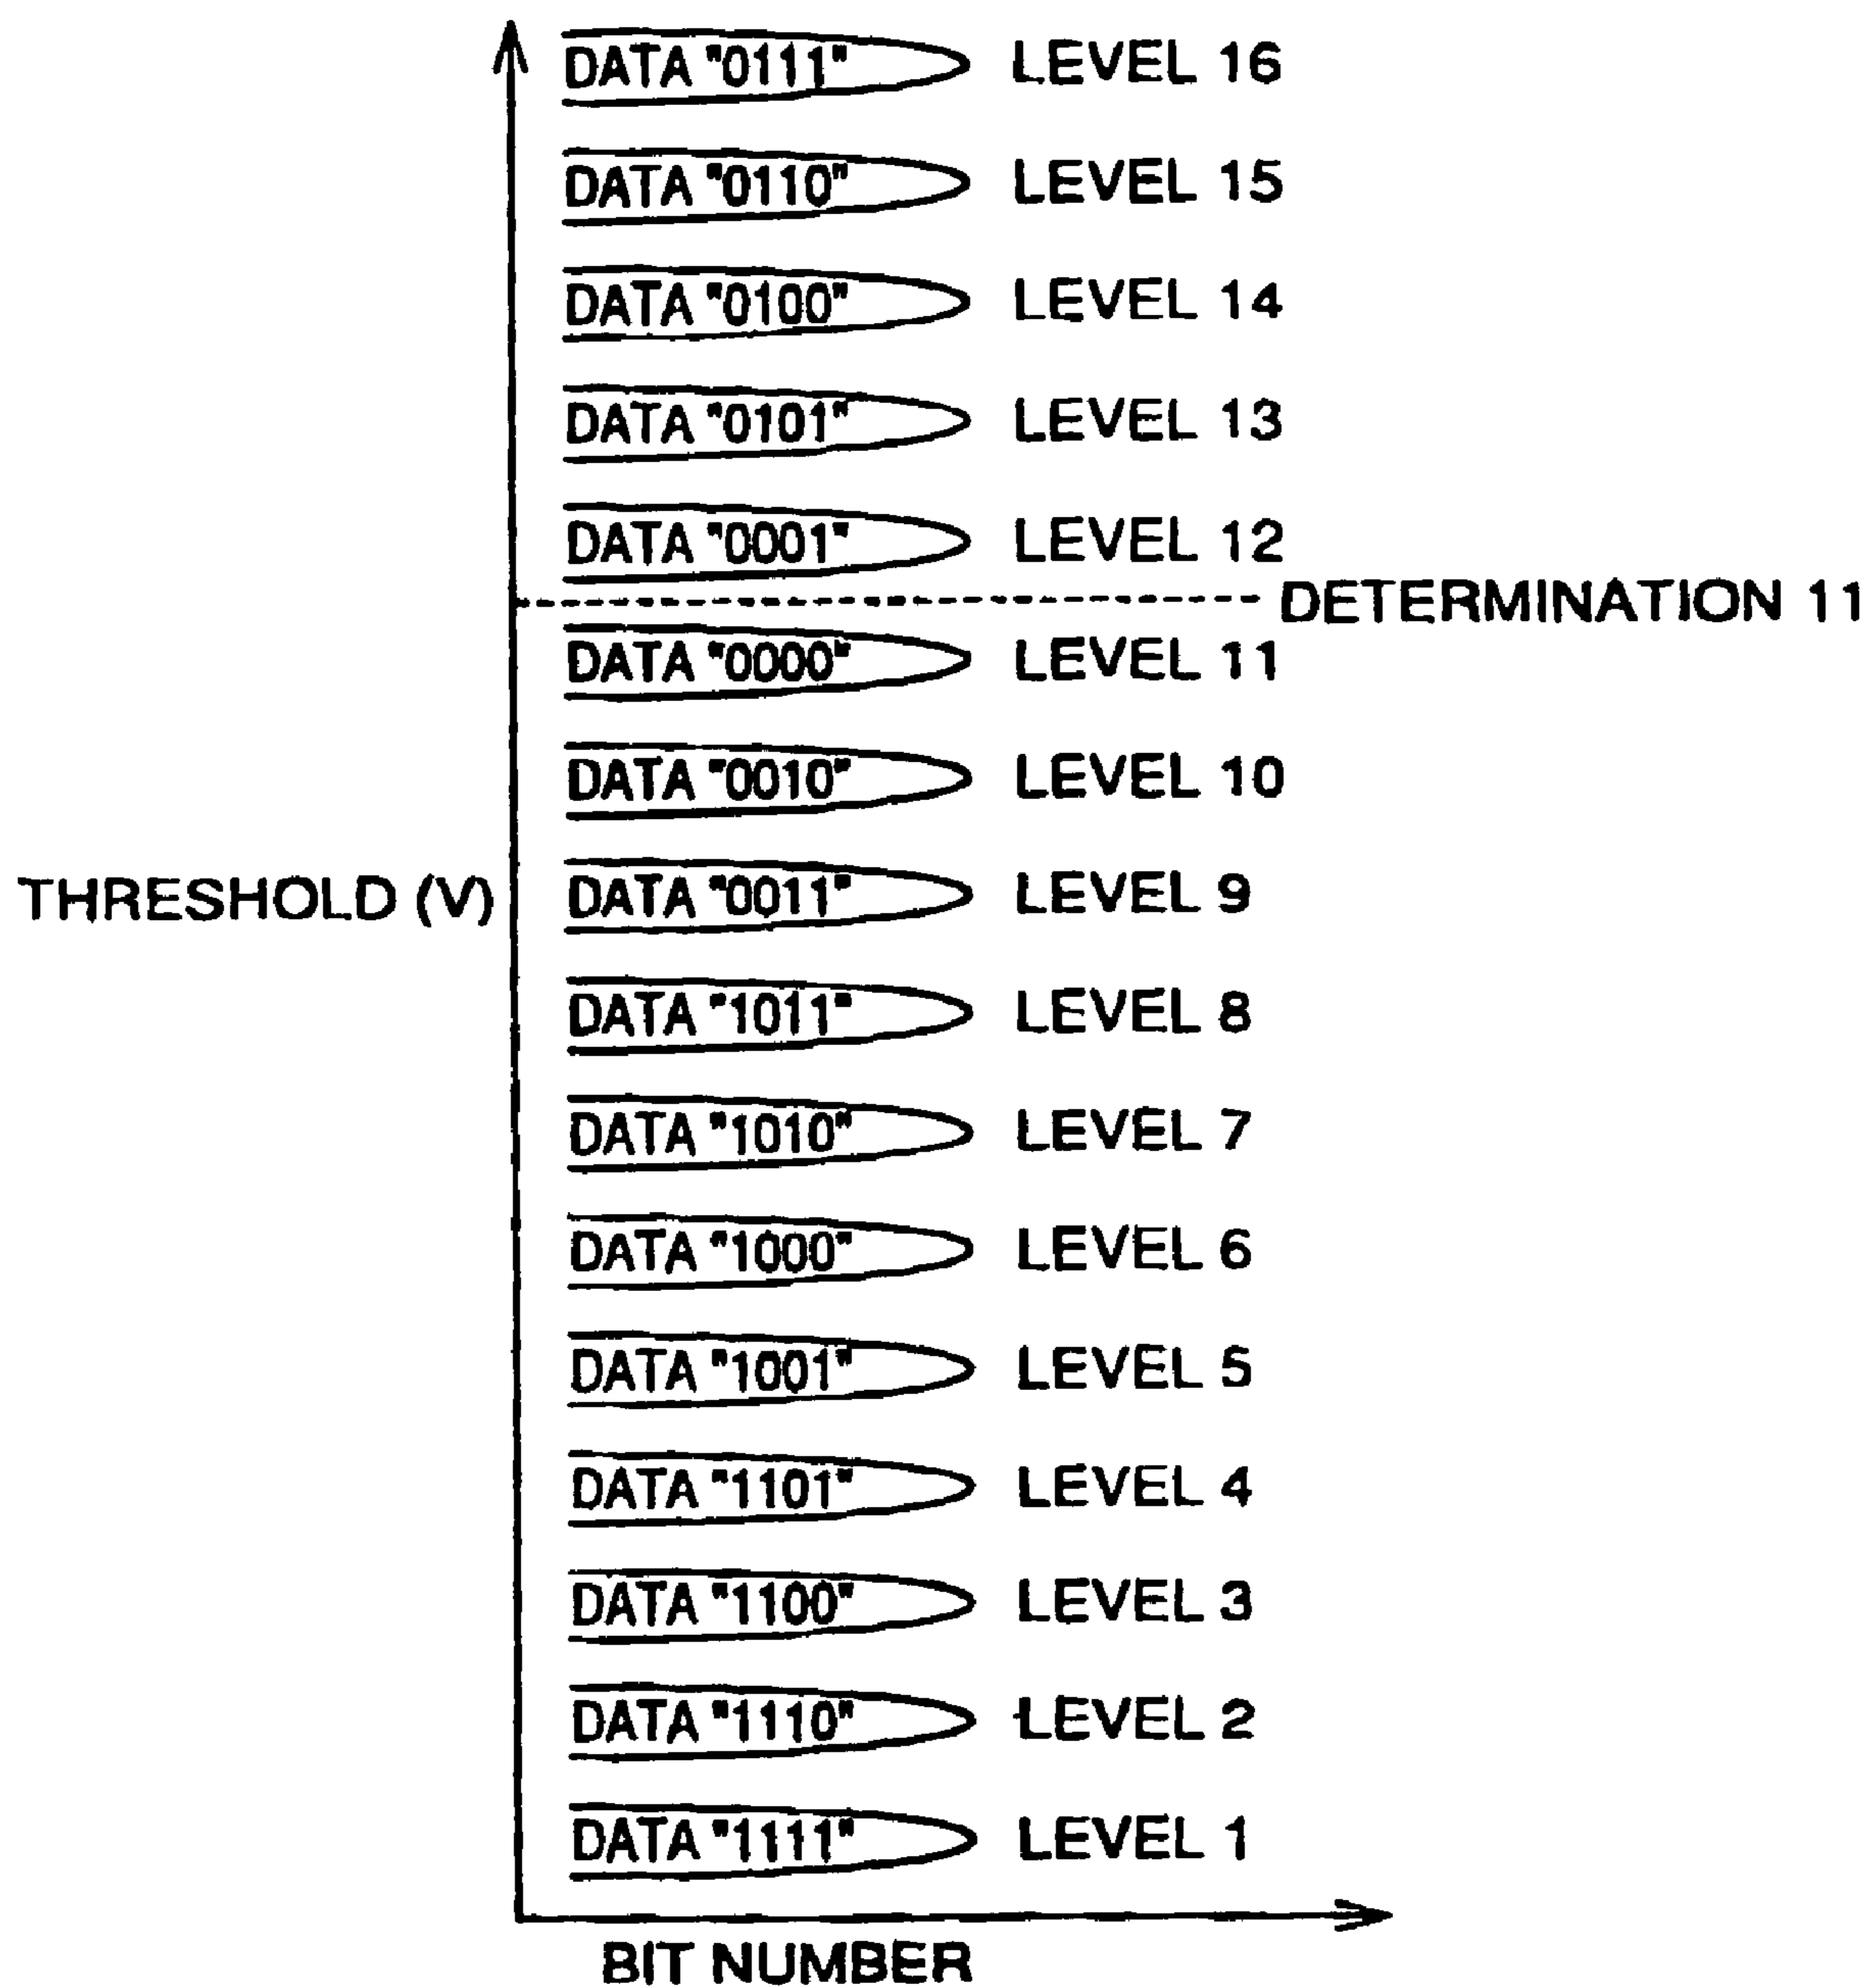 DATA "0111" LEVEL 16
DATA "0110" LEVEL 15
DATA "0100" LEVEL 14
DATA "0101" LEVEL 13
DATA "0001" LEVEL 12
DETERMINATION 11
DATA "0000" LEVEL 11
DATA "0010" LEVEL 10
THRESHOLD (V) DATA "0011" LEVEL 9
DATA "1011" LEVEL 8
DATA "1010" LEVEL 7
DATA "1000" LEVEL 6
DATA "1001" LEVEL 5
DATA "1101" LEVEL 4
DATA "1100" LEVEL 3
DATA "1110" LEVEL 2
DATA "1111" LEVEL 1
BIT NUMBER